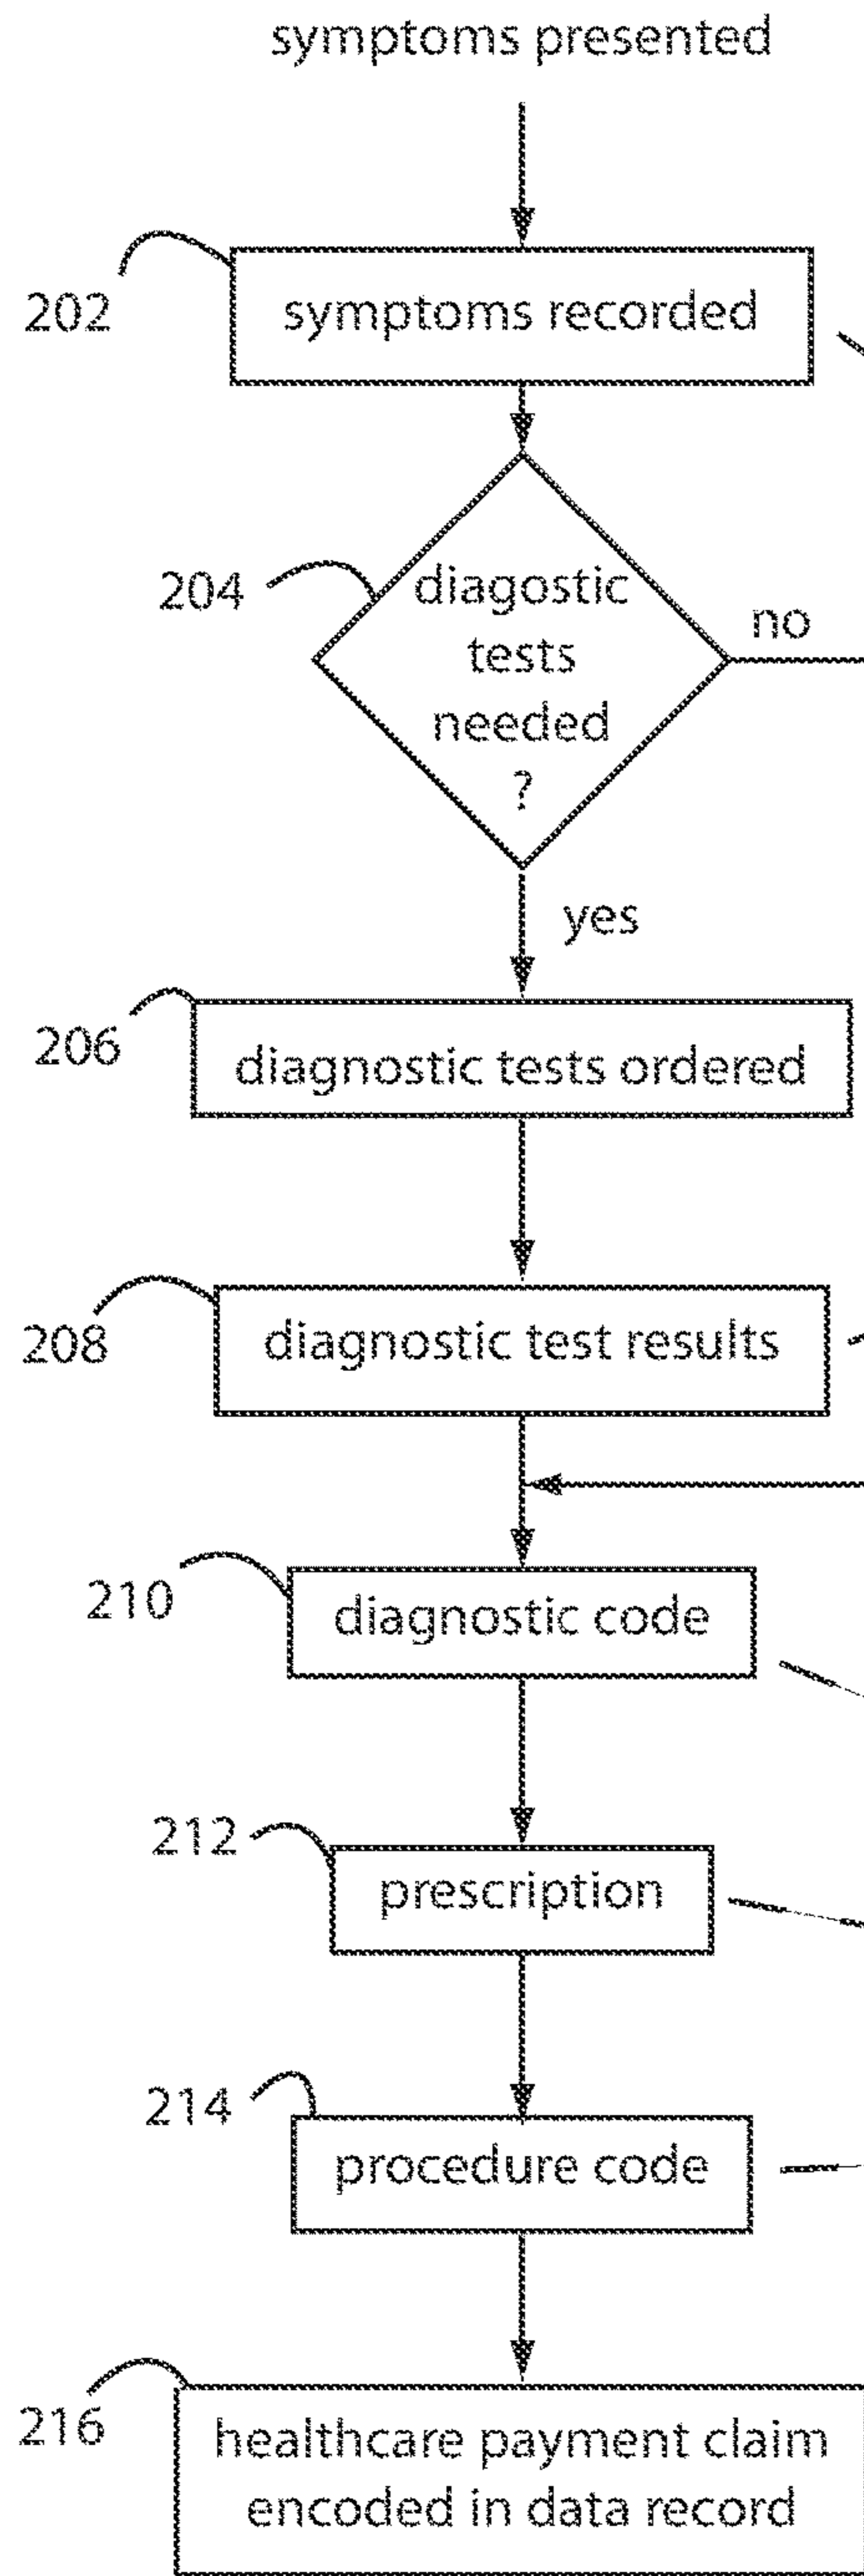 symptoms presented
202
symptoms recorded
204
diagostic
tests
needed
?
no
yes
206
diagnostic tests ordered
208
diagnostic test results
210
diagnostic code
212
prescription
214
procedure code
216
healthcare payment claim
encoded in data record